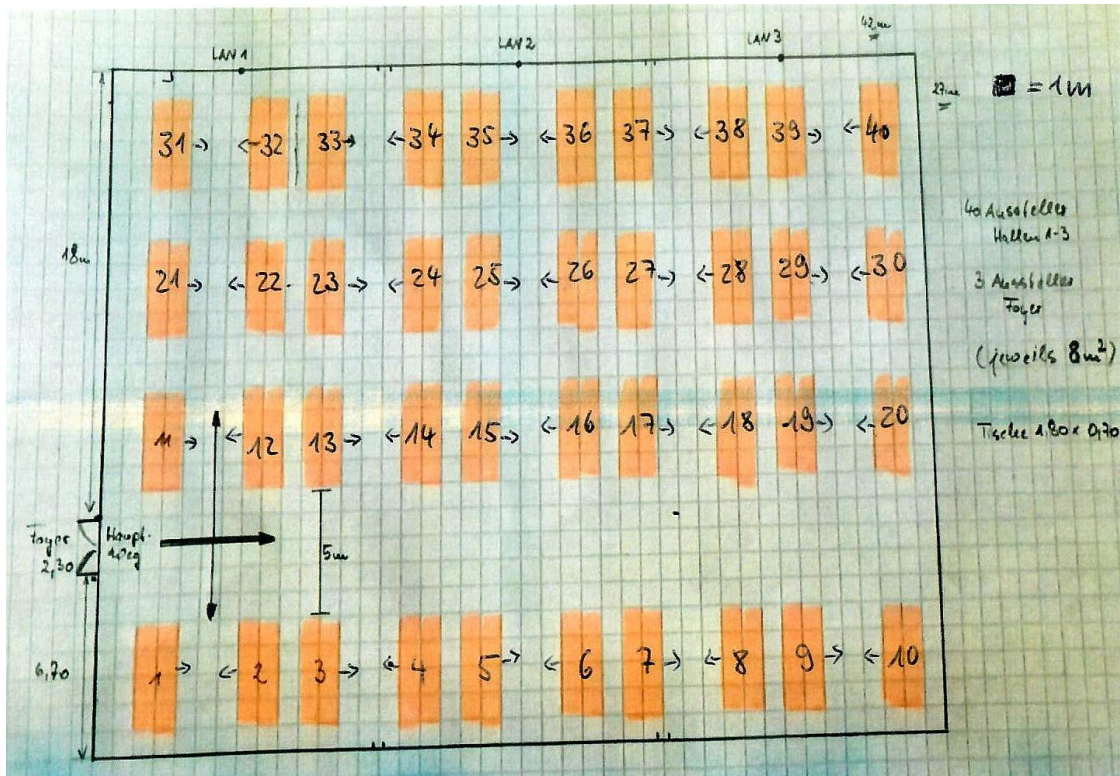 LAN 1
LAN 2
LAN 3
42m
27m
= 1m
31 32 33 34 35 36 37 38 39 40
40 Aussteller
Hallen 1-3
18m
21 22 23 24 25 26 27 28 29 30
3 Aussteller
Foyer
(jeweils 8m²)
11 12 13 14 15 16 17 18 19 20
Tische 1,80 x 0,70
Foyer
2,30
Haupt-
weg
5m
6,70
1 2 3 4 5 6 7 8 9 10